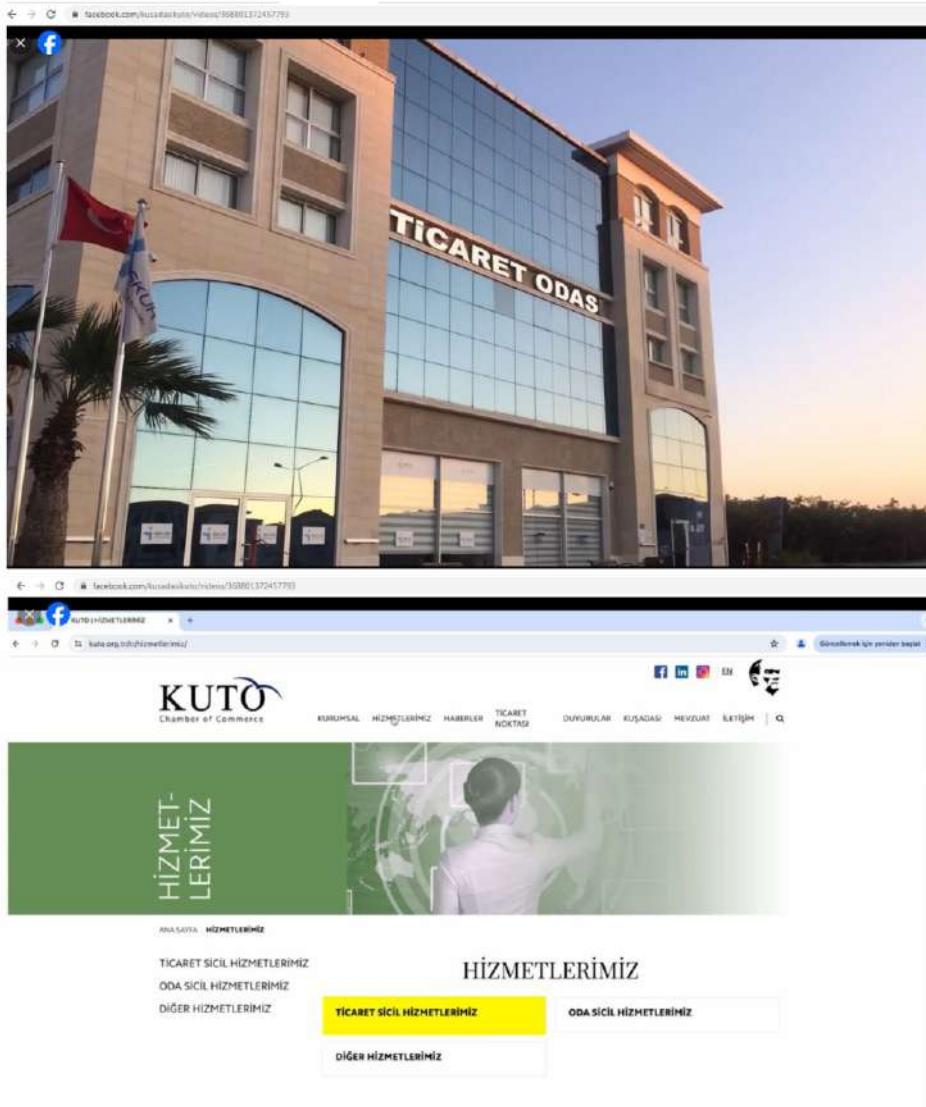 facebook.com/kusadasikuto/videos/368801372457793
TİCARET ODAS
facebook.com/kusadasikuto/videos/368801372457793
KUTO | HİZMETLERİMİZ
kuto.org.tr/tr/hizmetlerimiz/
Güncellemek için yeniden başlat
EN
KUTO
Chamber of Commerce
KURUMSAL HİZMETLERİMİZ HABERLER TİCARET NOKTASI DUYURULAR KUŞADASI MEVZUAT İLETİŞİM
HİZMET-
LERİMİZ
ANA SAYFA HİZMETLERİMİZ
TİCARET SİCİL HİZMETLERİMİZ
ODA SİCİL HİZMETLERİMİZ
DİĞER HİZMETLERİMİZ
HİZMETLERİMİZ
TİCARET SİCİL HİZMETLERİMİZ ODA SİCİL HİZMETLERİMİZ
DİĞER HİZMETLERİMİZ